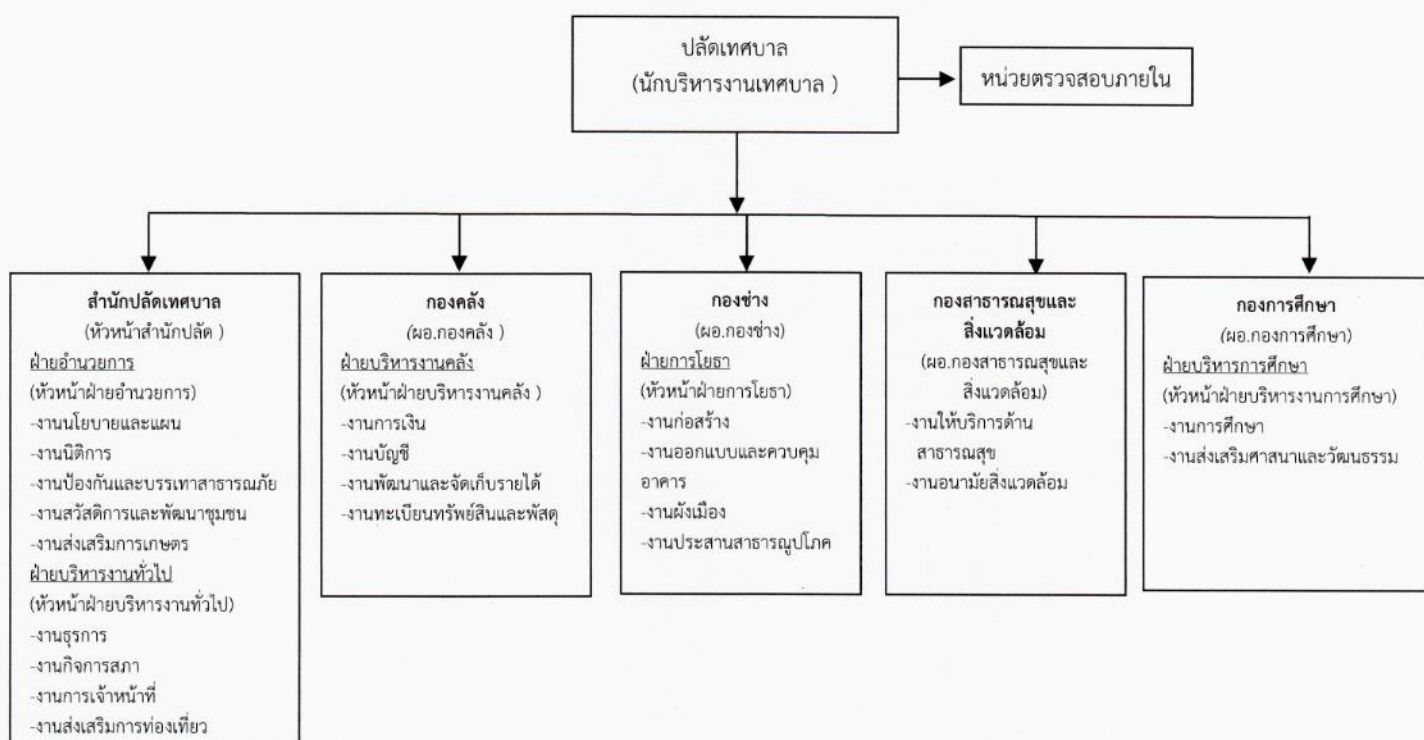 ปลัดเทศบาล
(นักบริหารงานเทศบาล )
หน่วยตรวจสอบภายใน
สำนักปลัดเทศบาล
(หัวหน้าสำนักปลัด )
ฝ่ายอำนวยการ
(หัวหน้าฝ่ายอำนวยการ)
-งานนโยบายและแผน
-งานนิติการ
-งานป้องกันและบรรเทาสาธารณภัย
-งานสวัสดิการและพัฒนาชุมชน
-งานส่งเสริมการเกษตร
ฝ่ายบริหารงานทั่วไป
(หัวหน้าฝ่ายบริหารงานทั่วไป)
-งานธุรการ
-งานกิจการสภา
-งานการเจ้าหน้าที่
-งานส่งเสริมการท่องเที่ยว
กองคลัง
(ผอ.กองคลัง )
ฝ่ายบริหารงานคลัง
(หัวหน้าฝ่ายบริหารงานคลัง )
-งานการเงิน
-งานบัญชี
-งานพัฒนาและจัดเก็บรายได้
-งานทะเบียนทรัพย์สินและพัสดุ
กองช่าง
(ผอ.กองช่าง)
ฝ่ายการโยธา
(หัวหน้าฝ่ายการโยธา)
-งานก่อสร้าง
-งานออกแบบและควบคุม
อาคาร
-งานผังเมือง
-งานประสานสาธารณูปโภค
กองสาธารณสุขและ
สิ่งแวดล้อม
(ผอ.กองสาธารณสุขและ
สิ่งแวดล้อม)
-งานให้บริการด้าน
สาธารณสุข
-งานอนามัยสิ่งแวดล้อม
กองการศึกษา
(ผอ.กองการศึกษา)
ฝ่ายบริหารการศึกษา
(หัวหน้าฝ่ายบริหารงานการศึกษา)
-งานการศึกษา
-งานส่งเสริมศาสนาและวัฒนธรรม